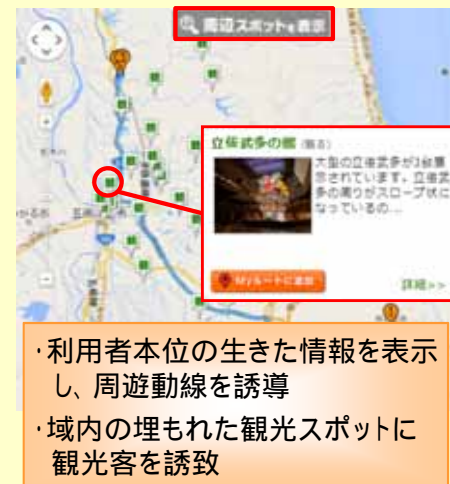 周辺スポットを表示
立佞武多の館 (観る)
大型の立佞武多が3台展
示されています。立佞武
多の周りがスロープ状に
なっているの...
Myルートに追加
詳細>>
・利用者本位の生きた情報を表示
し、周遊動線を誘導
・域内の埋もれた観光スポットに
観光客を誘致